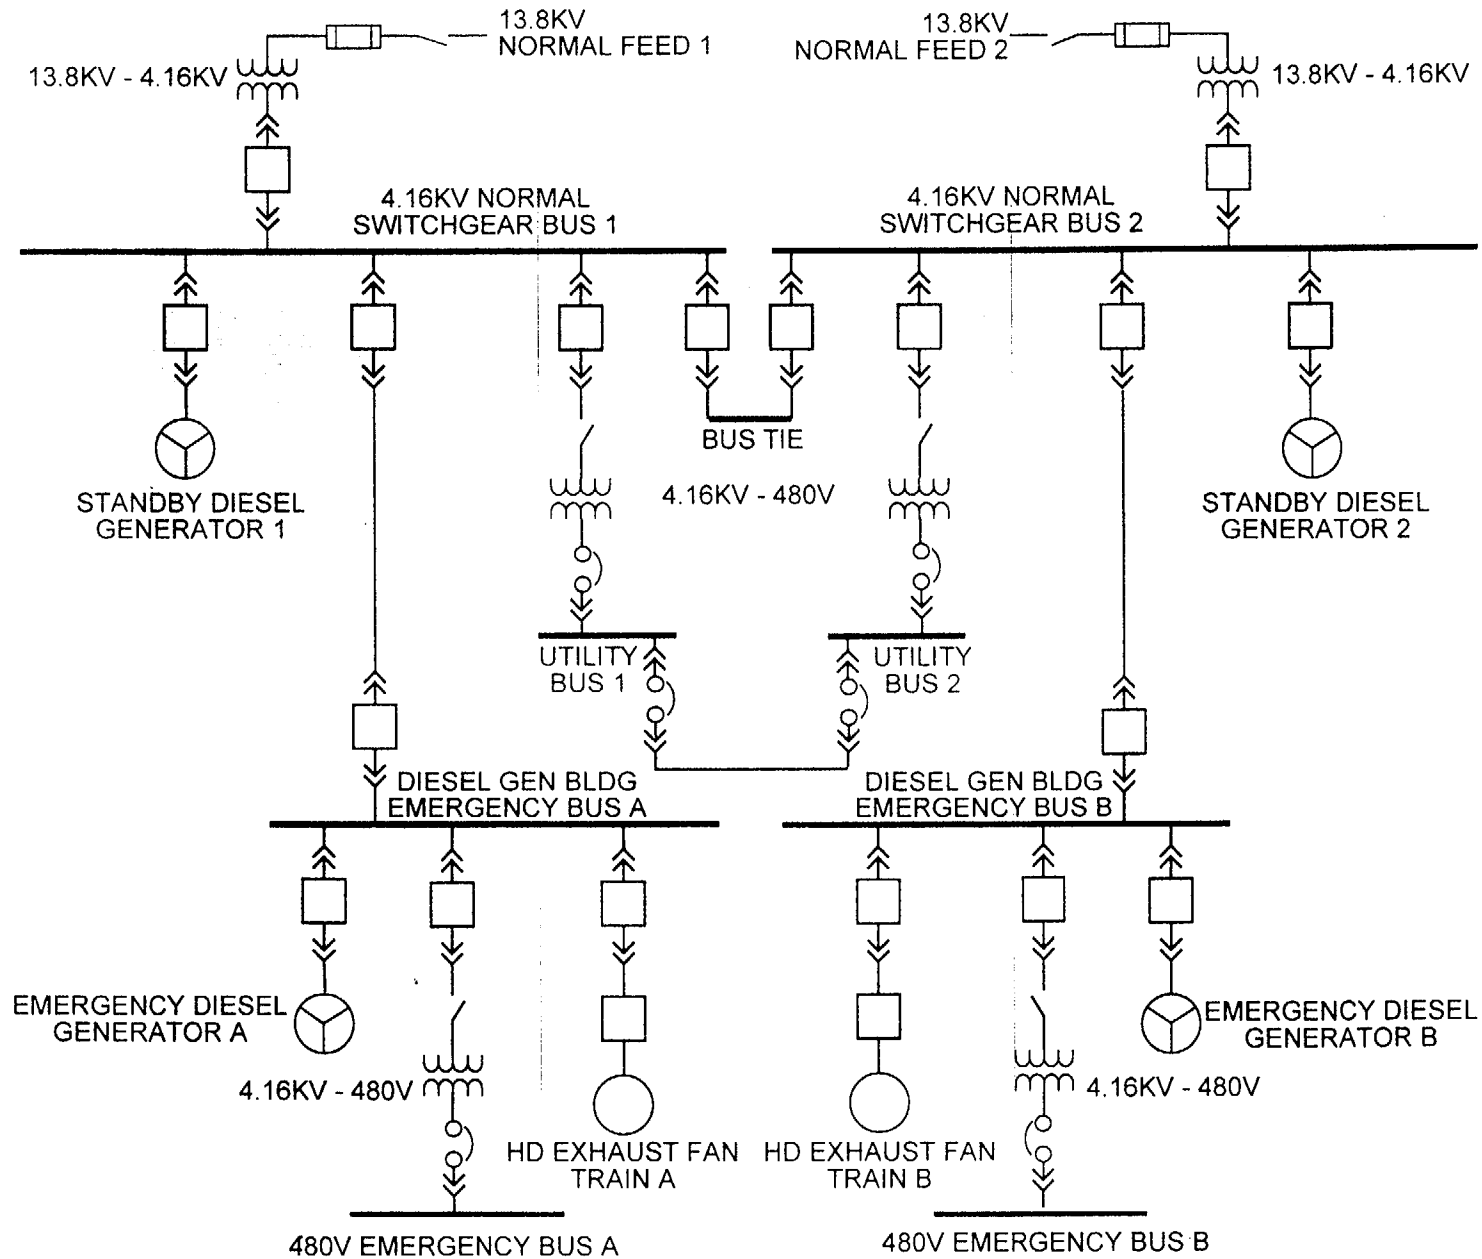 13.8KV
NORMAL FEED 1
13.8KV
NORMAL FEED 2
13.8KV - 4.16KV
13.8KV - 4.16KV
4.16KV NORMAL
SWITCHGEAR BUS 1
4.16KV NORMAL
SWITCHGEAR BUS 2
BUS TIE
STANDBY DIESEL
GENERATOR 1
4.16KV - 480V
STANDBY DIESEL
GENERATOR 2
UTILITY
BUS 1
UTILITY
BUS 2
DIESEL GEN BLDG
EMERGENCY BUS A
DIESEL GEN BLDG
EMERGENCY BUS B
EMERGENCY DIESEL
GENERATOR A
EMERGENCY DIESEL
GENERATOR B
4.16KV - 480V
4.16KV - 480V
HD EXHAUST FAN
TRAIN A
HD EXHAUST FAN
TRAIN B
480V EMERGENCY BUS A
480V EMERGENCY BUS B